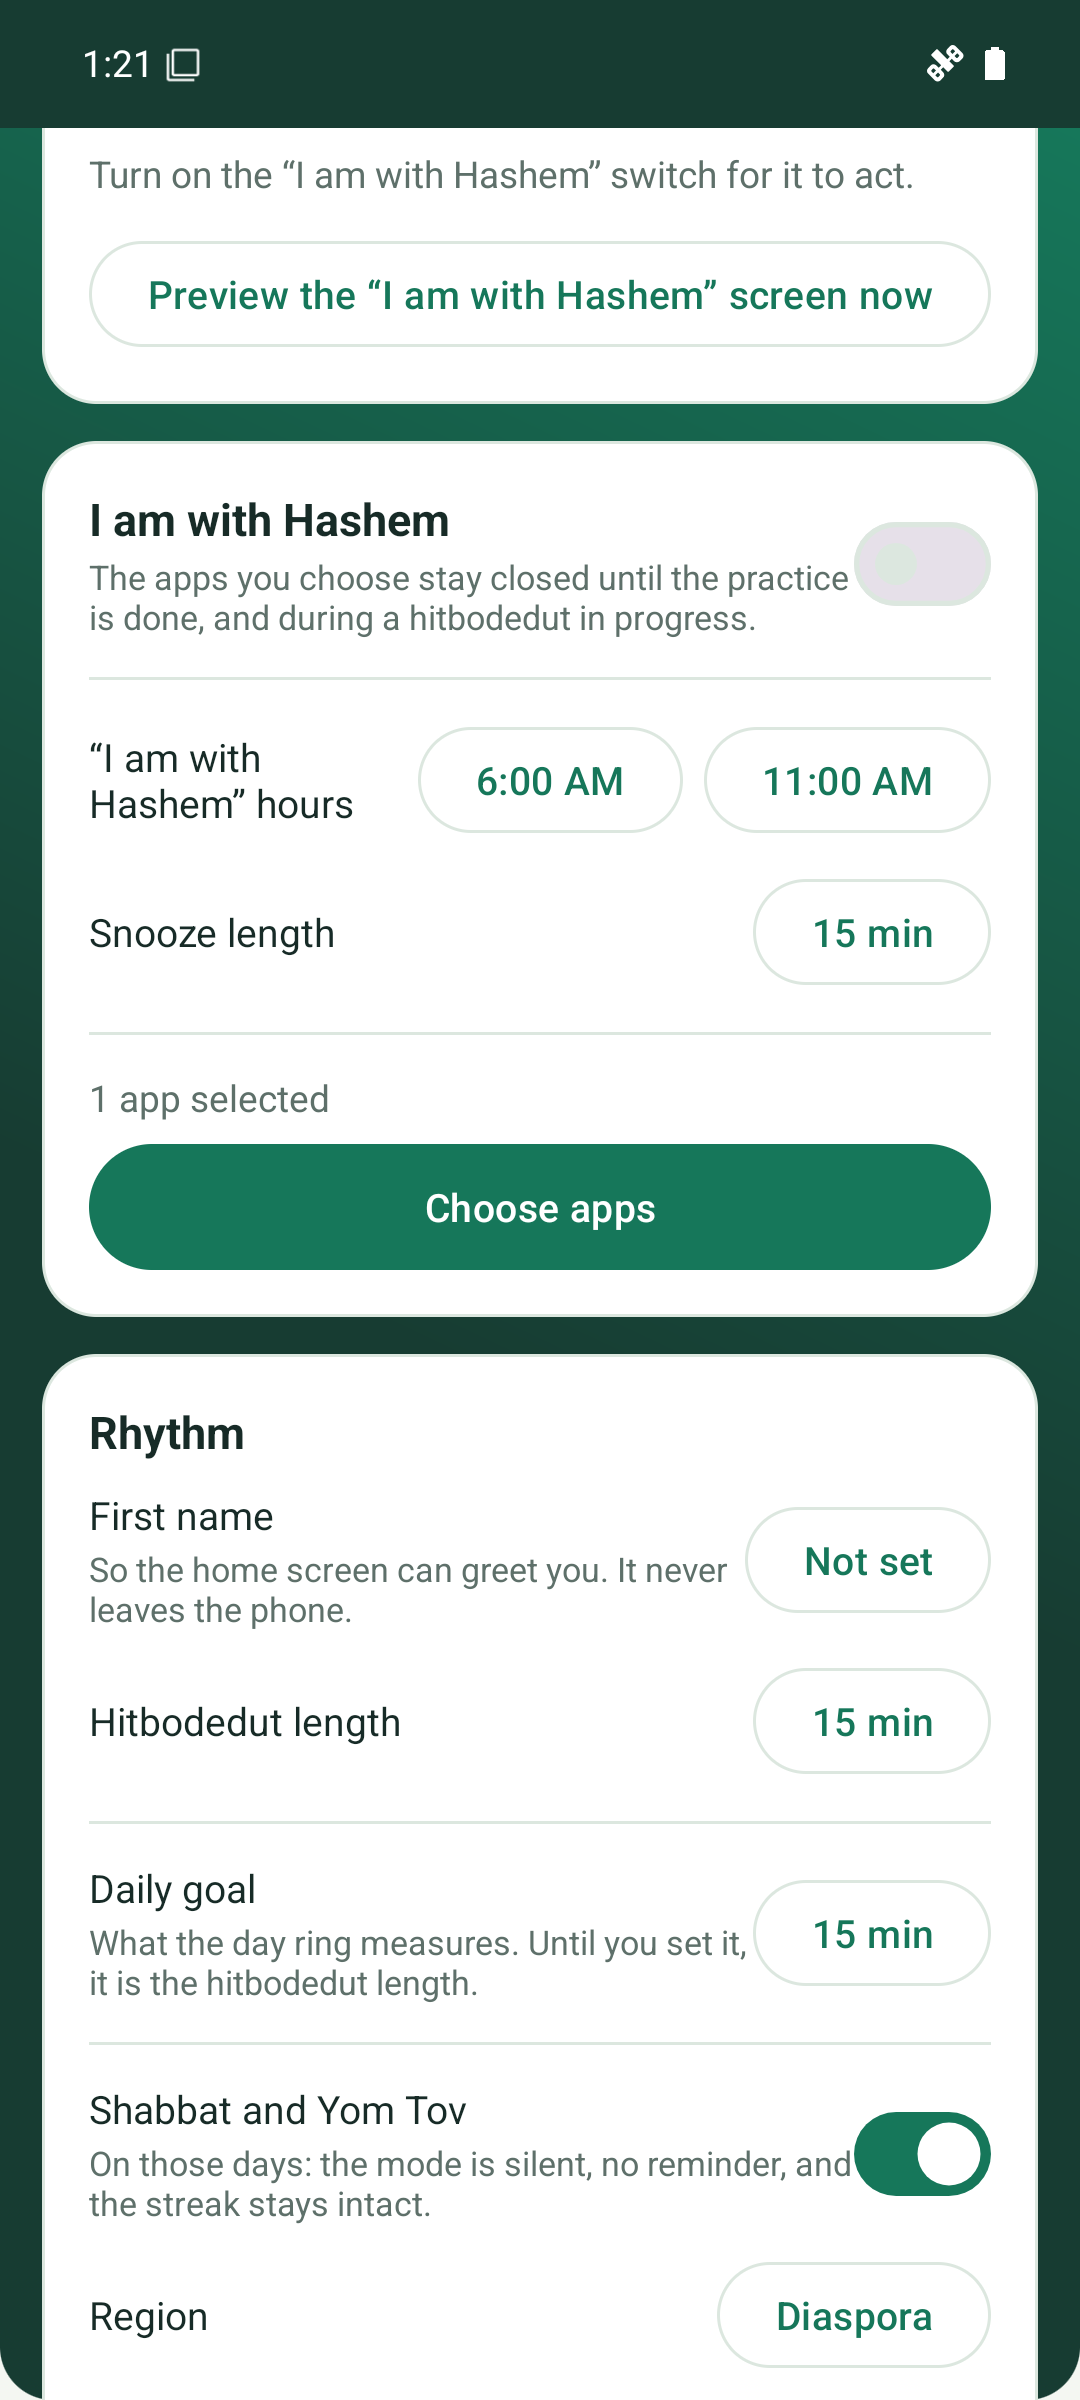 1:21
Turn on the “I am with Hashem” switch for it to act.
Preview the “I am with Hashem” screen now
I am with Hashem
The apps you choose stay closed until the practice
is done, and during a hitbodedut in progress.
“I am with
Hashem” hours
6:00 AM
11:00 AM
Snooze length
15 min
1 app selected
Choose apps
Rhythm
First name
So the home screen can greet you. It never
leaves the phone.
Not set
Hitbodedut length
15 min
Daily goal
What the day ring measures. Until you set it,
it is the hitbodedut length.
15 min
Shabbat and Yom Tov
On those days: the mode is silent, no reminder, and
the streak stays intact.
Region
Diaspora